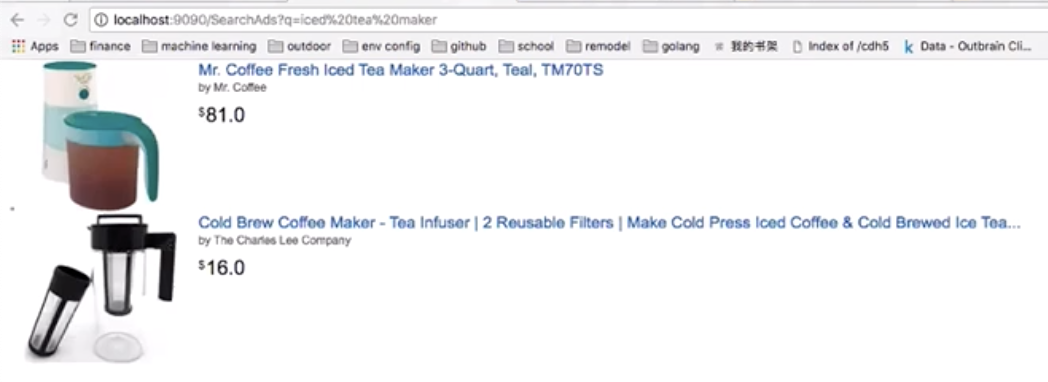 localhost:9090/SearchAds?q=iced%20tea%20maker
Apps finance machine learning outdoor env config github school remodel golang 我的书架 Index of /cdh5 Data - Outbrain Cli...
Mr. Coffee Fresh Iced Tea Maker 3-Quart, Teal, TM70TS
by Mr. Coffee
$81.0
Cold Brew Coffee Maker - Tea Infuser | 2 Reusable Filters | Make Cold Press Iced Coffee & Cold Brewed Ice Tea...
by The Charles Lee Company
$16.0